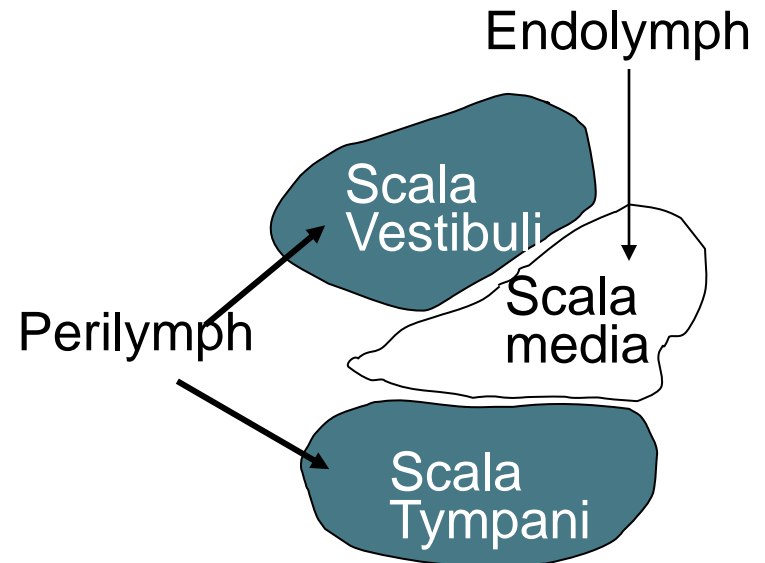 Endolymph
Scala
Vestibuli
Scala
media
Perilymph
Scala
Tympani